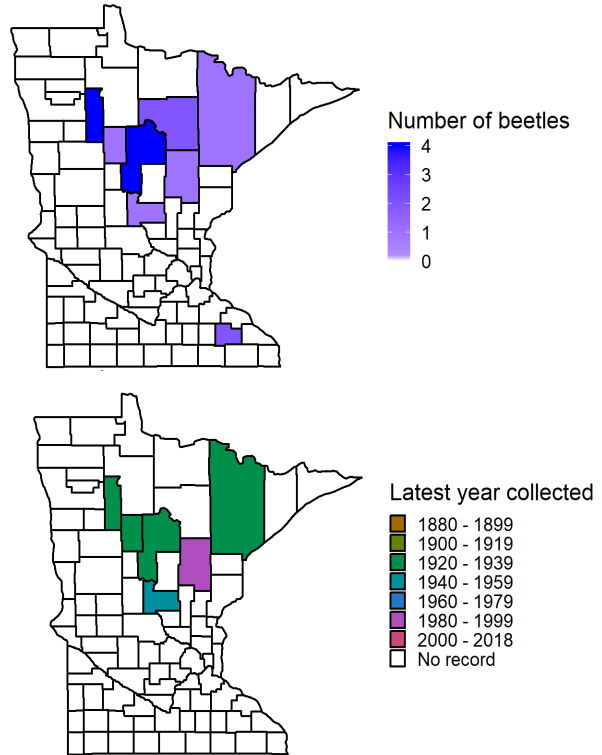 Number of beetles
4
3
2
1
0
Latest year collected
1880 - 1899
1900 - 1919
1920 - 1939
1940 - 1959
1960 - 1979
1980 - 1999
2000 - 2018
No record